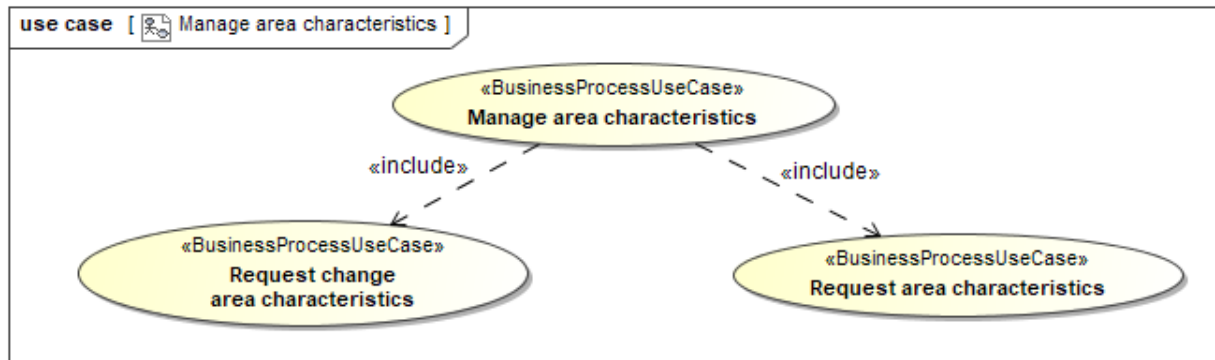 use case [ Manage area characteristics ]
«BusinessProcessUseCase»
Manage area characteristics
«include»
«include»
«BusinessProcessUseCase»
Request change
area characteristics
«BusinessProcessUseCase»
Request area characteristics